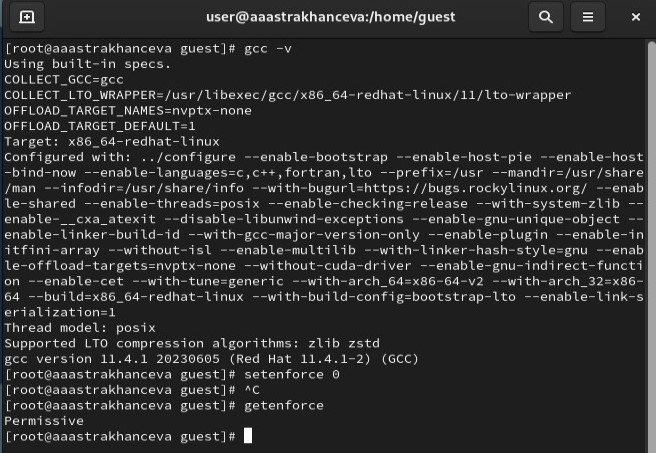 user@aaastrakhanceva:/home/guest
[root@aaastrakhanceva guest]# gcc -v
Using built-in specs.
COLLECT_GCC=gcc
COLLECT_LTO_WRAPPER=/usr/libexec/gcc/x86_64-redhat-linux/11/lto-wrapper
OFFLOAD_TARGET_NAMES=nvptx-none
OFFLOAD_TARGET_DEFAULT=1
Target: x86_64-redhat-linux
Configured with: ../configure --enable-bootstrap --enable-host-pie --enable-host
-bind-now --enable-languages=c,c++,fortran,lto --prefix=/usr --mandir=/usr/share
/man --infodir=/usr/share/info --with-bugurl=https://bugs.rockylinux.org/ --enab
le-shared --enable-threads=posix --enable-checking=release --with-system-zlib --
enable-__cxa_atexit --disable-libunwind-exceptions --enable-gnu-unique-object --
enable-linker-build-id --with-gcc-major-version-only --enable-plugin --enable-in
itfini-array --without-isl --enable-multilib --with-linker-hash-style=gnu --enab
le-offload-targets=nvptx-none --without-cuda-driver --enable-gnu-indirect-functi
on --enable-cet --with-tune=generic --with-arch_64=x86-64-v2 --with-arch_32=x86-
64 --build=x86_64-redhat-linux --with-build-config=bootstrap-lto --enable-link-s
erialization=1
Thread model: posix
Supported LTO compression algorithms: zlib zstd
gcc version 11.4.1 20230605 (Red Hat 11.4.1-2) (GCC)
[root@aaastrakhanceva guest]# setenforce 0
[root@aaastrakhanceva guest]# ^C
[root@aaastrakhanceva guest]# getenforce
Permissive
[root@aaastrakhanceva guest]#